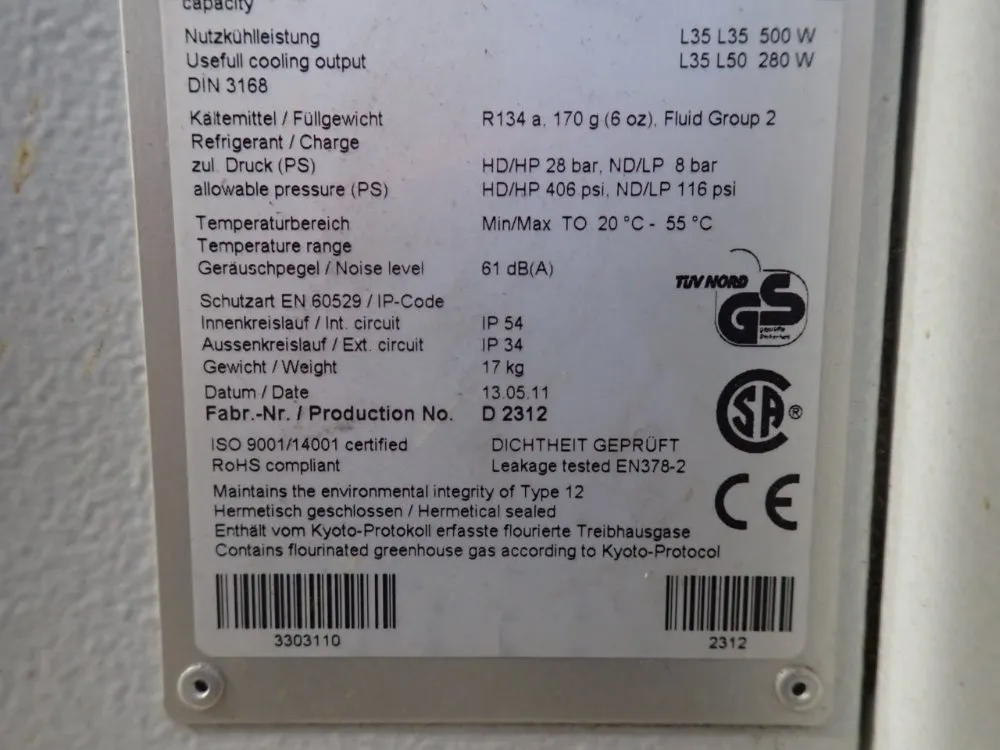 capacity
Nutzkühlleistung L35 L35 500 W
Usefull cooling output L35 L50 280 W
DIN 3168
Kältemittel / Füllgewicht R134 a, 170 g (6 oz), Fluid Group 2
Refrigerant / Charge
zul. Druck (PS) HD/HP 28 bar, ND/LP 8 bar
allowable pressure (PS) HD/HP 406 psi, ND/LP 116 psi
Temperaturbereich Min/Max TO 20 °C - 55 °C
Temperature range
Geräuschpegel / Noise level 61 dB(A)
TÜV NORD
GS
geprüfte
Sicherheit
Schutzart EN 60529 / IP-Code
Innenkreislauf / Int. circuit IP 54
Aussenkreislauf / Ext. circuit IP 34
Gewicht / Weight 17 kg
Datum / Date 13.05.11
Fabr.-Nr. / Production No. D 2312
SA ®
ISO 9001/14001 certified DICHTHEIT GEPRÜFT
RoHS compliant Leakage tested EN378-2
CE
Maintains the environmental integrity of Type 12
Hermetisch geschlossen / Hermetical sealed
Enthält vom Kyoto-Protokoll erfasste flourierte Treibhausgase
Contains flourinated greenhouse gas according to Kyoto-Protocol
3303110 2312